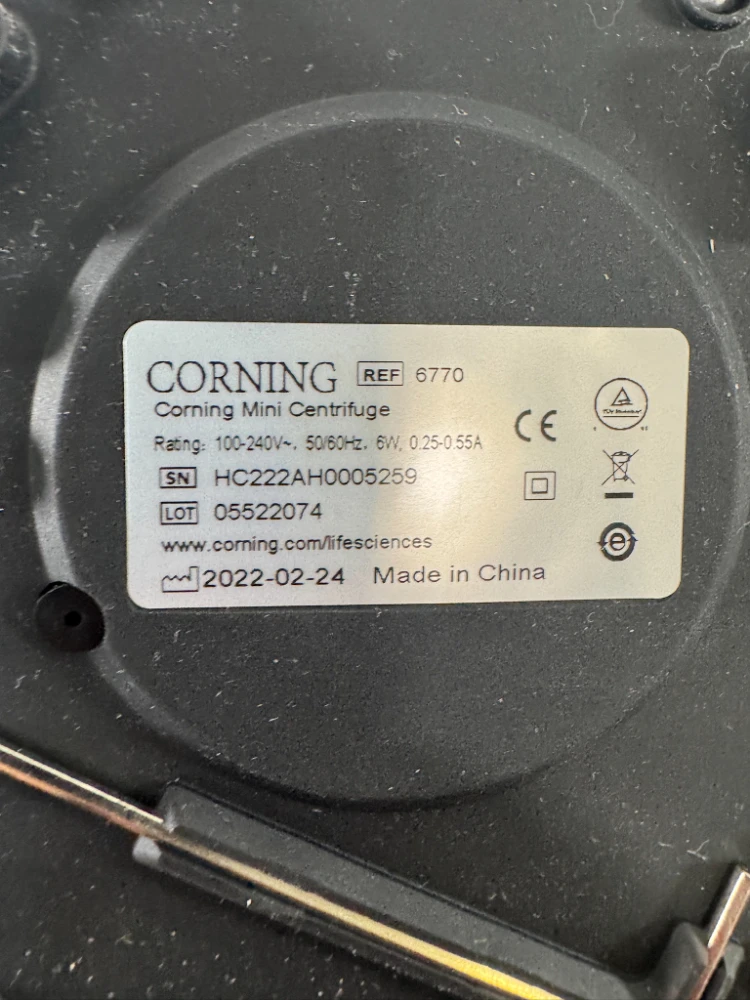 CORNING REF 6770
Corning Mini Centrifuge
Rating: 100-240V~, 50/60Hz, 6W, 0.25-0.55A
SN HC222AH0005259
LOT 05522074
www.corning.com/lifesciences
2022-02-24 Made in China
CE
e